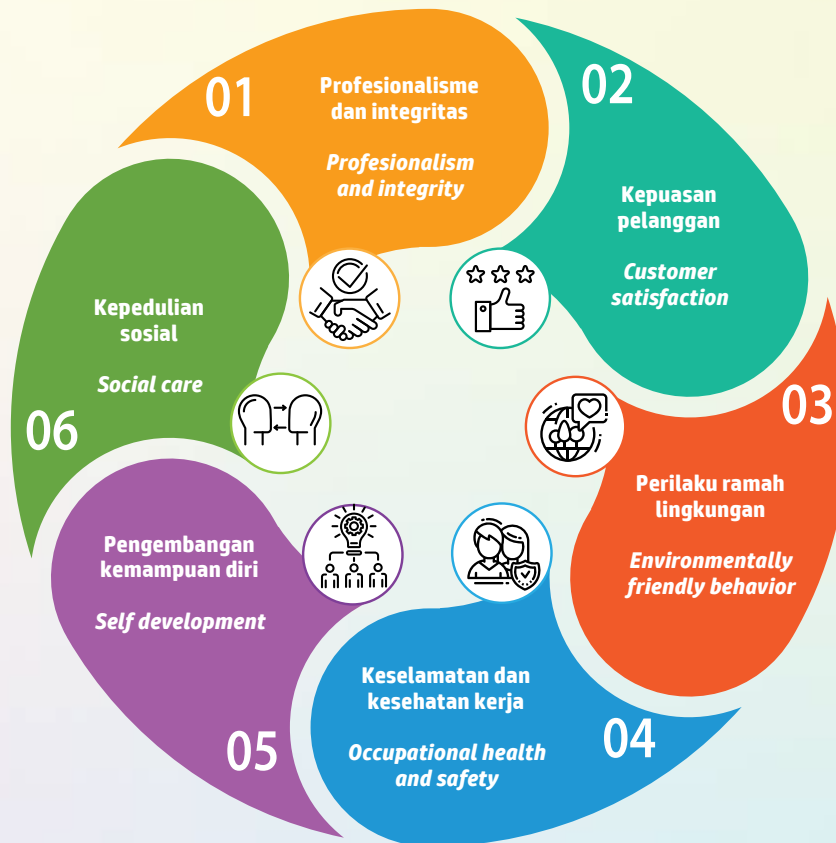 01
Profesionalisme
dan integritas
Profesionalism
and integrity
02
Kepuasan
pelanggan
Customer
satisfaction
03
Perilaku ramah
lingkungan
Environmentally
friendly behavior
04
Keselamatan dan
kesehatan kerja
Occupational health
and safety
05
Pengembangan
kemampuan diri
Self development
06
Kepedulian
sosial
Social care